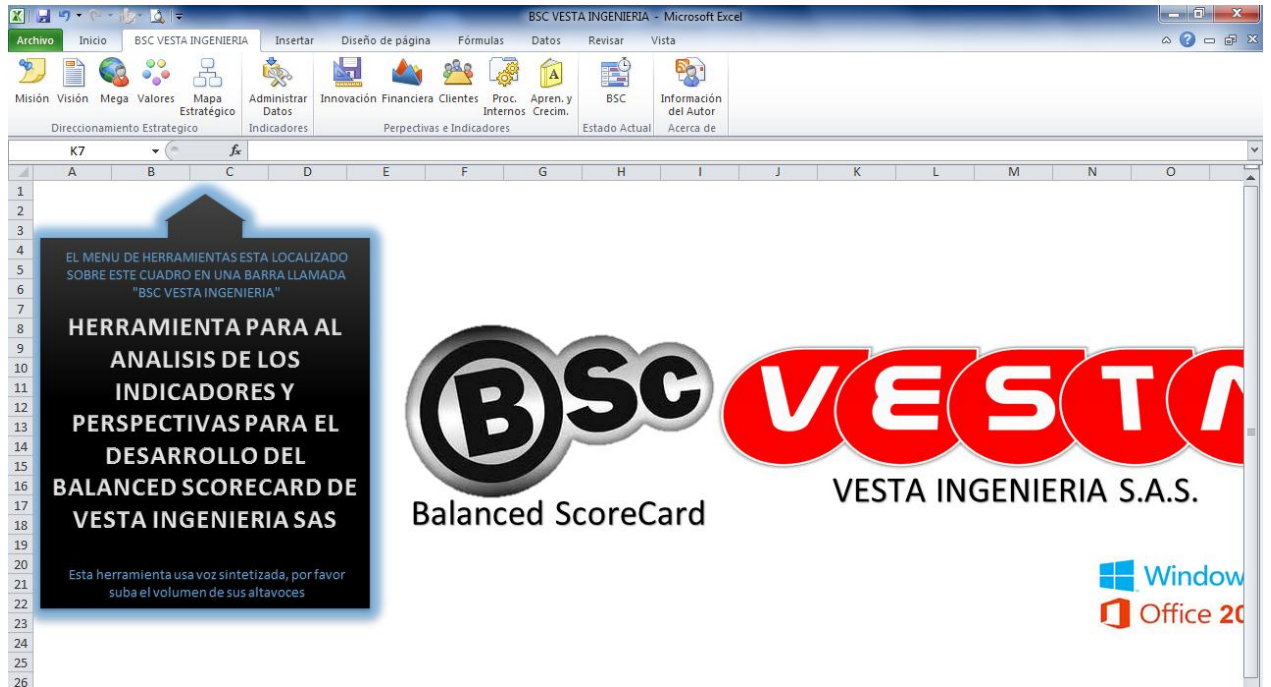 BSC VESTA INGENIERIA - Microsoft Excel
Archivo Inicio BSC VESTA INGENIERIA Insertar Diseño de página Fórmulas Datos Revisar Vista
Misión Visión Mega Valores Mapa Estratégico Administrar Datos Innovación Financiera Clientes Proc. Internos Apren. y Crecim. BSC Información del Autor
Direccionamiento Estrategico Indicadores Perpectivas e Indicadores Estado Actual Acerca de
K7 fx
A B C D E F G H I J K L M N O
1
2
3
4
5
6
7
8
9
10
11
12
13
14
15
16
17
18
19
20
21
22
23
24
25
26
EL MENU DE HERRAMIENTAS ESTA LOCALIZADO
SOBRE ESTE CUADRO EN UNA BARRA LLAMADA
"BSC VESTA INGENIERIA"
HERRAMIENTA PARA AL
ANALISIS DE LOS
INDICADORES Y
PERSPECTIVAS PARA EL
DESARROLLO DEL
BALANCED SCORECARD DE
VESTA INGENIERIA SAS
Esta herramienta usa voz sintetizada, por favor
suba el volumen de sus altavoces
BSC
Balanced ScoreCard
VESTA
VESTA INGENIERIA S.A.S.
Window
Office 20